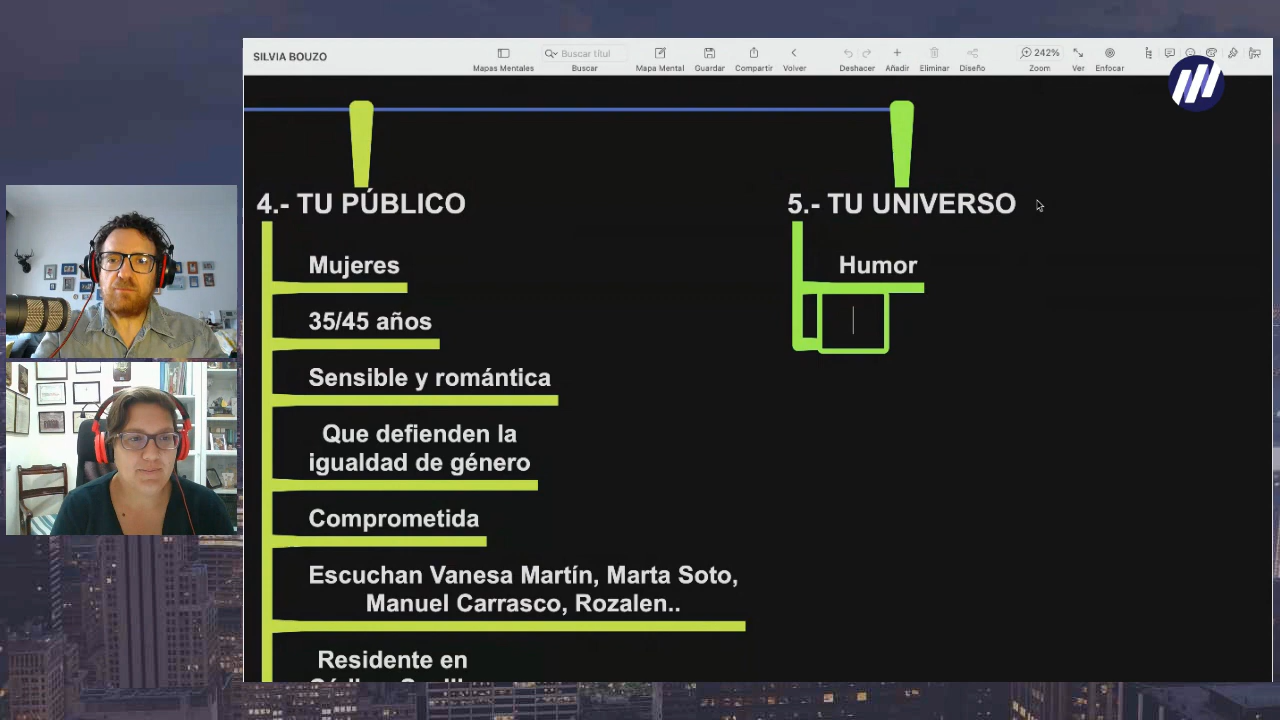 SILVIA BOUZO
Mapas Mentales
Buscar títul
Buscar
Mapa Mental
Guardar
Compartir
Volver
Deshacer
Añadir
Eliminar
Diseño
242%
Zoom
Ver
Enfocar
4.- TU PÚBLICO
Mujeres
35/45 años
Sensible y romántica
Que defienden la
igualdad de género
Comprometida
Escuchan Vanesa Martín, Marta Soto,
Manuel Carrasco, Rozalen..
Residente en
5.- TU UNIVERSO
Humor